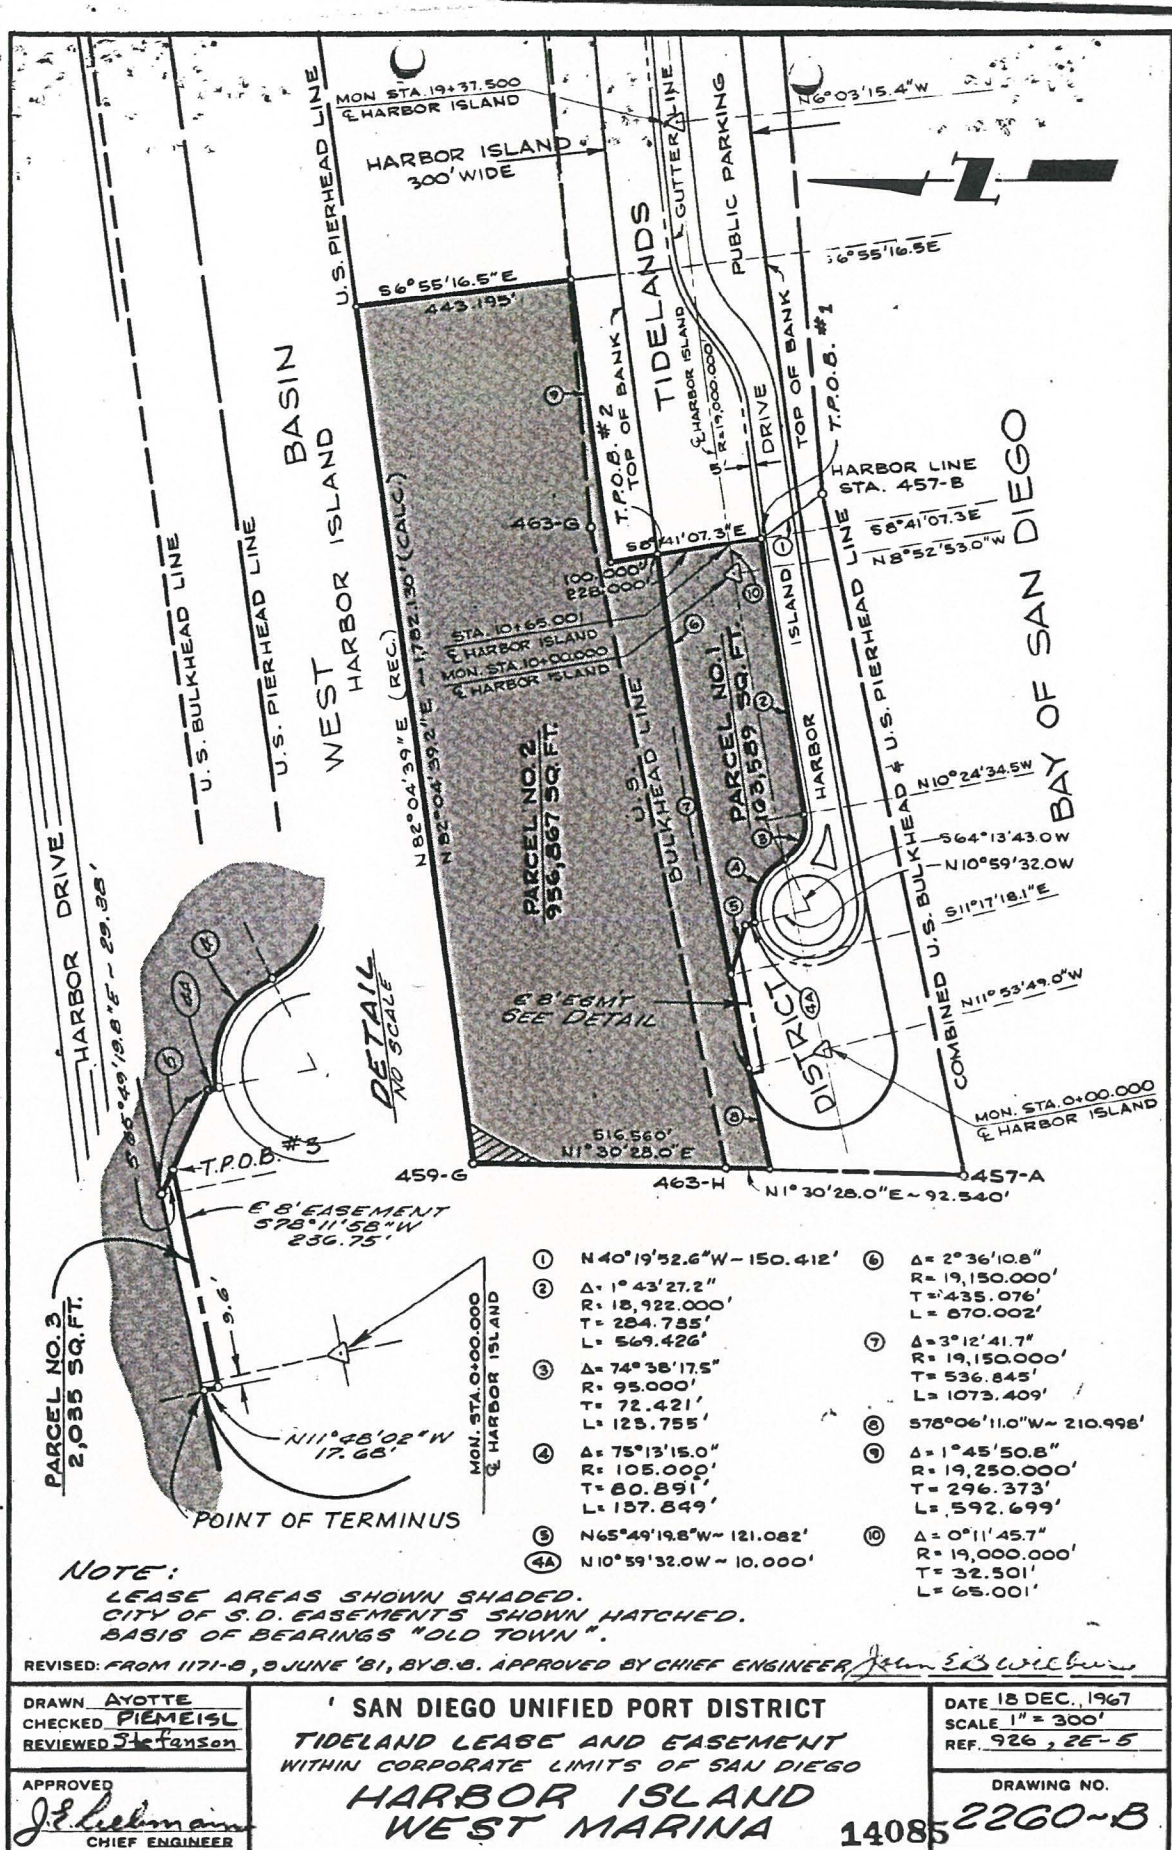 MON STA. 19+37.500
℄ HARBOR ISLAND
HARBOR ISLAND
300' WIDE
U.S. PIERHEAD LINE
℄ GUTTER LINE
PUBLIC PARKING
N6°03'15.4"W
Z
S6°55'16.5"E
443.195'
S6°55'16.5E
TIDELANDS
℄ HARBOR ISLAND
R=19,000.000'
5'
DRIVE
TOP OF BANK
T.P.O.B. #1
T.P.O.B. #2
TOP OF BANK
HARBOR LINE
STA. 457-B
S8°41'07.3E
N8°52'53.0"W
BASIN
WEST
HARBOR ISLAND
U.S. BULKHEAD LINE
U.S. PIERHEAD LINE
N82°04'39"E (REC.)
N82°04'39.2"E ~ 1,782.130' (CALC.)
9
463-G
S8°41'07.3"E
100.000'
228.000'
STA. 10+65.001
℄ HARBOR ISLAND
MON. STA. 10+00.000
℄ HARBOR ISLAND
1
10
6
2
7
3
4
5
4A
8
ISLAND
HARBOR
PARCEL NO. 1
163,589 SQ. FT.
PARCEL NO. 2
956,867 SQ. FT.
U.S.
BULKHEAD LINE
COMBINED U.S. BULKHEAD & U.S. PIERHEAD LINE
BAY OF SAN DIEGO
N10°24'34.5W
S64°13'43.0W
N10°59'32.0W
S11°17'18.1"E
N11°53'49.0"W
DISTRICT
MON. STA. 0+00.000
℄ HARBOR ISLAND
℄ 8' ESMT
SEE DETAIL
HARBOR DRIVE
S 65°49'19.8"E ~ 29.38'
4
4A
5
DETAIL
NO SCALE
T.P.O.B. #3
516.560'
N1°30'28.0"E
459-G
463-H
N1°30'28.0"E ~ 92.540'
457-A
℄ 8' EASEMENT
S78°11'58"W
236.75'
PARCEL NO. 3
2,035 SQ. FT.
9.6'
MON. STA. 0+00.000
℄ HARBOR ISLAND
N11°48'02"W
17.68'
POINT OF TERMINUS
1 N40°19'52.6"W ~ 150.412'
2 Δ= 1°43'27.2"
R= 18,922.000'
T= 284.735'
L= 569.426'
3 Δ= 74°38'17.5"
R= 95.000'
T= 72.421'
L= 123.755'
4 Δ= 75°13'15.0"
R= 105.000'
T= 80.891'
L= 137.849'
5 N65°49'19.8"W ~ 121.082'
4A N10°59'32.0W ~ 10.000'
6 Δ= 2°36'10.8"
R= 19,150.000'
T= 435.076'
L= 870.002'
7 Δ= 3°12'41.7"
R= 19,150.000'
T= 536.845'
L= 1073.409'
8 S78°06'11.0"W ~ 210.998'
9 Δ= 1°45'50.8"
R= 19,250.000'
T= 296.373'
L= 592.699'
10 Δ= 0°11'45.7"
R= 19,000.000'
T= 32.501'
L= 65.001'
NOTE:
LEASE AREAS SHOWN SHADED.
CITY OF S.D. EASEMENTS SHOWN HATCHED.
BASIS OF BEARINGS "OLD TOWN".
REVISED: FROM 1171-B, 9 JUNE '81, BY B.B. APPROVED BY CHIEF ENGINEER
DRAWN AYOTTE
CHECKED PIEMEISL
REVIEWED Stefanson
APPROVED
CHIEF ENGINEER
SAN DIEGO UNIFIED PORT DISTRICT
TIDELAND LEASE AND EASEMENT
WITHIN CORPORATE LIMITS OF SAN DIEGO
HARBOR ISLAND
WEST MARINA
14085
DATE 18 DEC., 1967
SCALE 1" = 300'
REF. 926, 2E-5
DRAWING NO.
2260-B